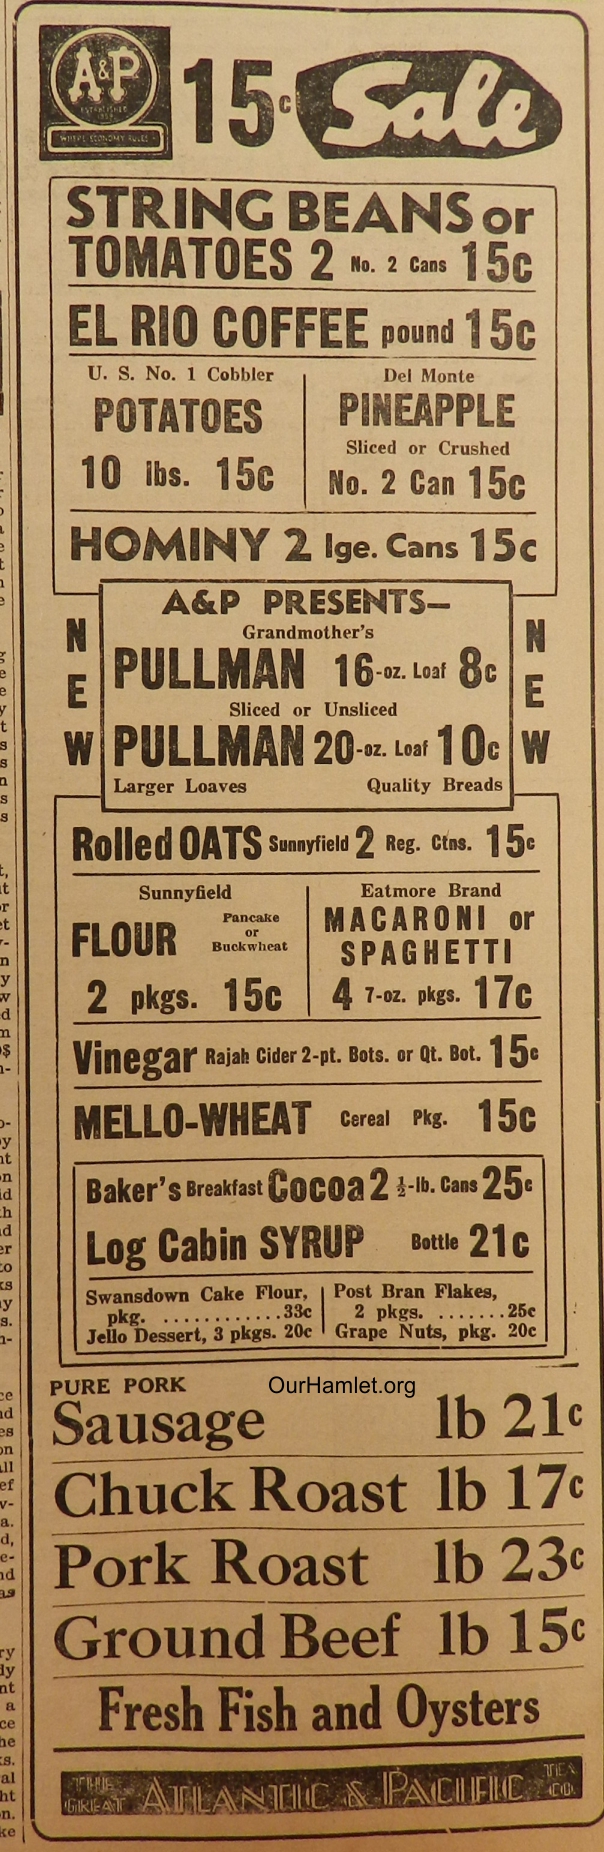 A&P
ESTABLISHED
1859
WHERE ECONOMY RULES
15c Sale
STRING BEANS or
TOMATOES 2 No. 2 Cans 15c
EL RIO COFFEE pound 15c
U. S. No. 1 Cobbler
POTATOES
10 lbs. 15c
Del Monte
PINEAPPLE
Sliced or Crushed
No. 2 Can 15c
HOMINY 2 lge. Cans 15c
NEW
A&P PRESENTS—
Grandmother's
PULLMAN 16-oz. Loaf 8c
Sliced or Unsliced
PULLMAN 20-oz. Loaf 10c
Larger Loaves Quality Breads
NEW
Rolled OATS Sunnyfield 2 Reg. Ctns. 15c
Sunnyfield
FLOUR Pancake
or
Buckwheat
2 pkgs. 15c
Eatmore Brand
MACARONI or
SPAGHETTI
4 7-oz. pkgs. 17c
Vinegar Rajah Cider 2-pt. Bots. or Qt. Bot. 15c
MELLO-WHEAT Cereal Pkg. 15c
Baker's Breakfast Cocoa 2 ½-lb. Cans 25c
Log Cabin SYRUP Bottle 21c
Swansdown Cake Flour,
pkg. ............33c
Jello Dessert, 3 pkgs. 20c
Post Bran Flakes,
2 pkgs. .......25c
Grape Nuts, pkg. 20c
OurHamlet.org
PURE PORK
Sausage lb 21c
Chuck Roast lb 17c
Pork Roast lb 23c
Ground Beef lb 15c
Fresh Fish and Oysters
THE GREAT ATLANTIC & PACIFIC TEA CO.